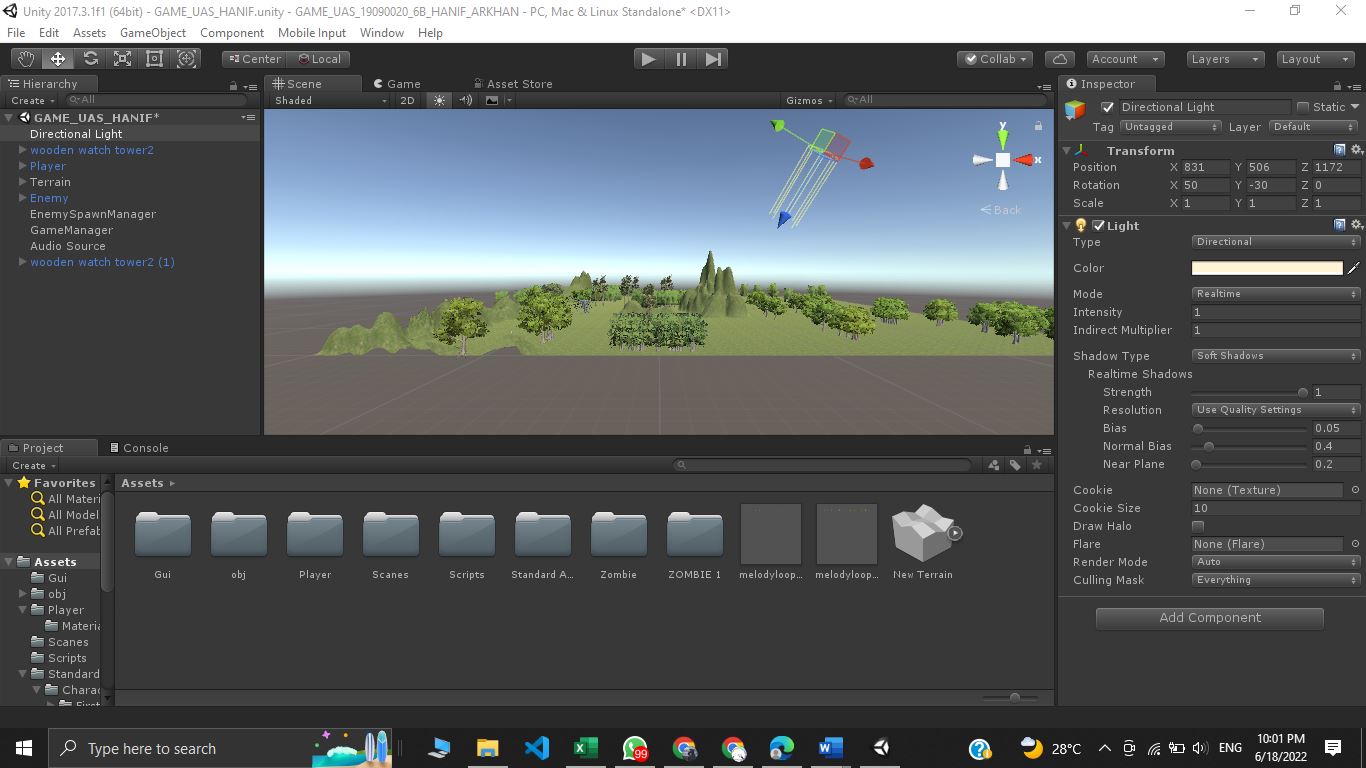 Unity 2017.3.1f1 (64bit) - GAME_UAS_HANIF.unity - GAME_UAS_19090020_6B_HANIF_ARKHAN - PC, Mac & Linux Standalone* <DX11>
File Edit Assets GameObject Component Mobile Input Window Help
Center Local Collab Account Layers Layout
Hierarchy
Create All
GAME_UAS_HANIF*
Directional Light
wooden watch tower2
Player
Terrain
Enemy
EnemySpawnManager
GameManager
Audio Source
wooden watch tower2 (1)
Scene Game Asset Store
Shaded 2D Gizmos All
y
x
Back
Inspector
Directional Light Static
Tag Untagged Layer Default
Transform
Position X 831 Y 506 Z 1172
Rotation X 50 Y -30 Z 0
Scale X 1 Y 1 Z 1
Light
Type Directional
Color
Mode Realtime
Intensity 1
Indirect Multiplier 1
Shadow Type Soft Shadows
Realtime Shadows
Strength 1
Resolution Use Quality Settings
Bias 0.05
Normal Bias 0.4
Near Plane 0.2
Cookie None (Texture)
Cookie Size 10
Draw Halo
Flare None (Flare)
Render Mode Auto
Culling Mask Everything
Add Component
Project Console
Create
Favorites
All Materi
All Model
All Prefab
Assets
Gui
obj
Player
Materia
Scanes
Scripts
Standard
Charac
Assets
Gui obj Player Scanes Scripts Standard A... Zombie ZOMBIE 1 melodyloop... melodyloop... New Terrain
Type here to search
99
28°C
ENG
10:01 PM
6/18/2022